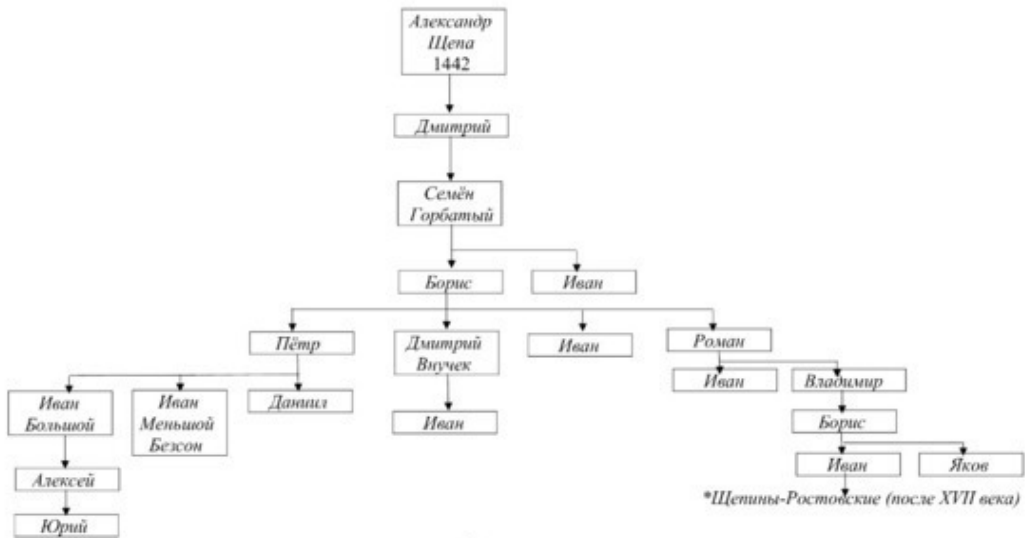 Александр
Щепа
1442
Дмитрий
Семён
Горбатый
Борис
Иван
Пётр
Дмитрий
Внучек
Иван
Роман
Иван
Большой
Иван
Меньшой
Безсон
Даниил
Иван
Иван
Владимир
Борис
Алексей
Иван
Яков
*Щепины-Ростовские (после XVII века)
Юрий